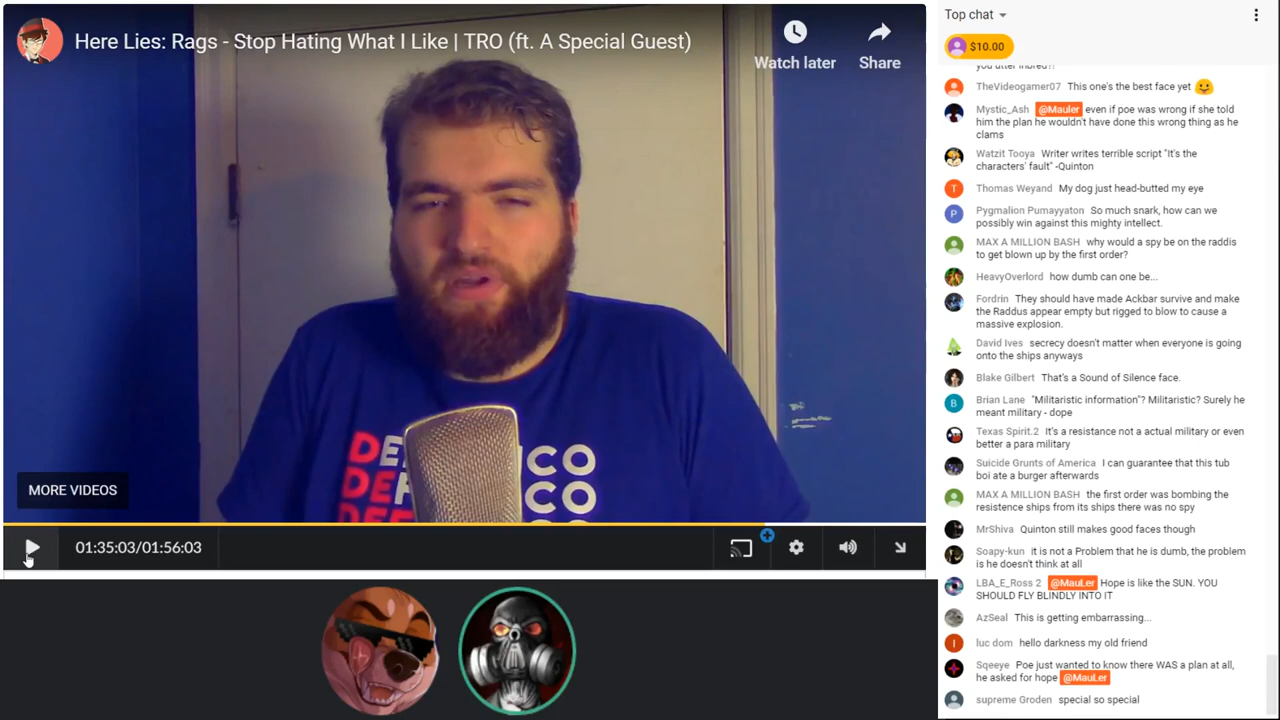 Here Lies: Rags - Stop Hating What I Like | TRO (ft. A Special Guest)
Watch later
Share
DE
CO
DEF
CO
DEF
CO
MORE VIDEOS
01:35:03/01:56:03
Top chat
$10.00
you utter inbred??
TheVideogamer07 This one's the best face yet
Mystic_Ash @Mauler even if poe was wrong if she told
him the plan he wouldn't have done this wrong thing as he
clams
Watzit Tooya Writer writes terrible script "It's the
characters' fault" -Quinton
T Thomas Weyand My dog just head-butted my eye
P Pygmalion Pumayyaton So much snark, how can we
possibly win against this mighty intellect.
MAX A MILLION BASH why would a spy be on the raddis
to get blown up by the first order?
HeavyOverlord how dumb can one be...
Fordrin They should have made Ackbar survive and make
the Raddus appear empty but rigged to blow to cause a
massive explosion.
David Ives secrecy doesn't matter when everyone is going
onto the ships anyways
Blake Gilbert That's a Sound of Silence face.
B Brian Lane "Militaristic information"? Militaristic? Surely he
meant military - dope
Texas Spirit.2 It's a resistance not a actual military or even
better a para military
Suicide Grunts of America I can guarantee that this tub
boi ate a burger afterwards
MAX A MILLION BASH the first order was bombing the
resistence ships from its ships there was no spy
MrShiva Quinton still makes good faces though
Soapy-kun it is not a Problem that he is dumb, the problem
is he doesn't think at all
LBA_E_Ross 2 @MauLer Hope is like the SUN. YOU
SHOULD FLY BLINDLY INTO IT
AzSeal This is getting embarrassing...
l luc dom hello darkness my old friend
Sqeeye Poe just wanted to know there WAS a plan at all,
he asked for hope @MauLer
supreme Groden special so special